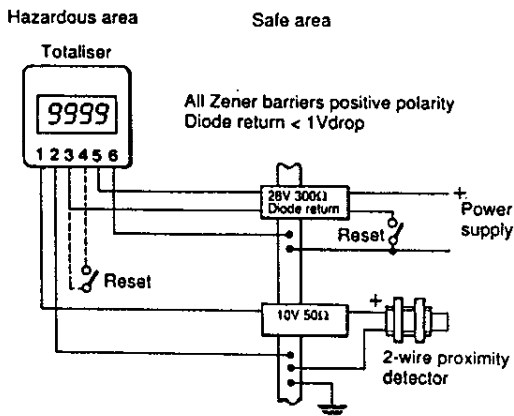 Hazardous area
Safe area
Totaliser
9999
1 2 3 4 5 6
All Zener barriers positive polarity
Diode return < 1Vdrop
28V 300Ω
Diode return
+
Power
supply
Reset
Reset
10V 50Ω
+
2-wire proximity
detector